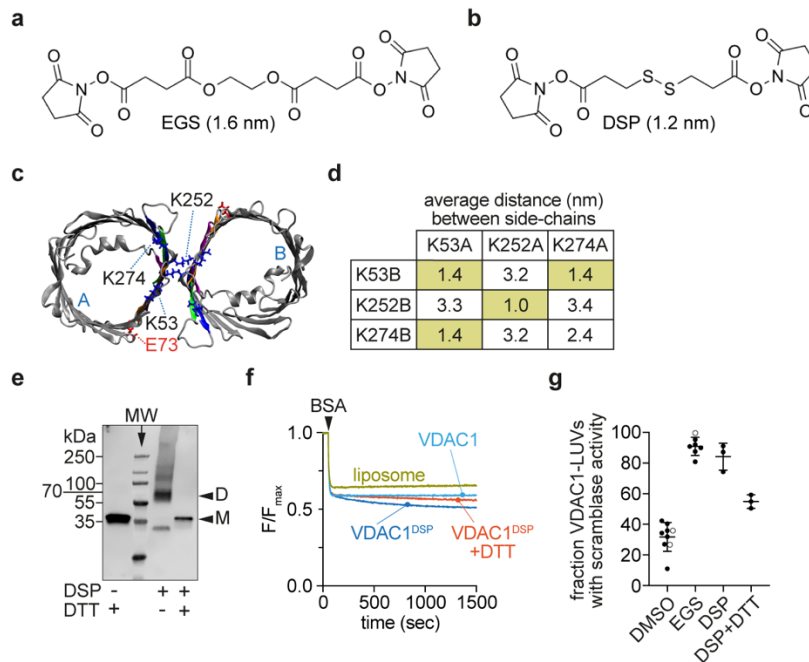 a
O O O O O O O O O O
N N
EGS (1.6 nm)
b
O O O O O O O O
N S S N
DSP (1.2 nm)
c
K252
K274
A
B
K53
E73
d
average distance (nm)
between side-chains
K53A K252A K274A
K53B 1.4 3.2 1.4
K252B 3.3 1.0 3.4
K274B 1.4 3.2 2.4
e
MW
kDa
250
100
70
55
35
D
M
DSP - + +
DTT + - +
f
BSA
1.0
0.5
0.0
F/Fmax
liposome
VDAC1
VDAC1DSP
VDAC1DSP
+DTT
0 500 1000 1500
time (sec)
g
fraction VDAC1-LUVs
with scramblase activity
100
80
60
40
20
0
DMSO
EGS
DSP
DSP+DTT